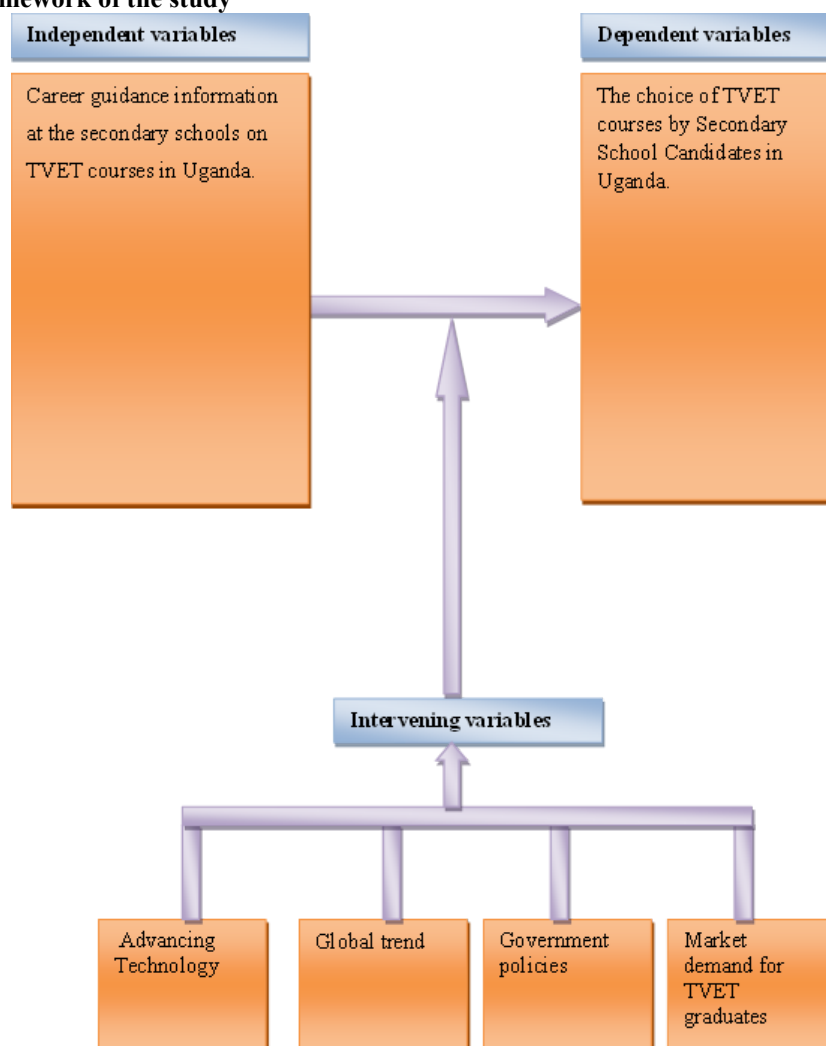 mework of the study
Independent variables
Dependent variables
Career guidance information
at the secondary schools on
TVET courses in Uganda.
The choice of TVET
courses by Secondary
School Candidates in
Uganda.
Intervening variables
Advancing
Technology
Global trend
Government
policies
Market
demand for
TVET
graduates